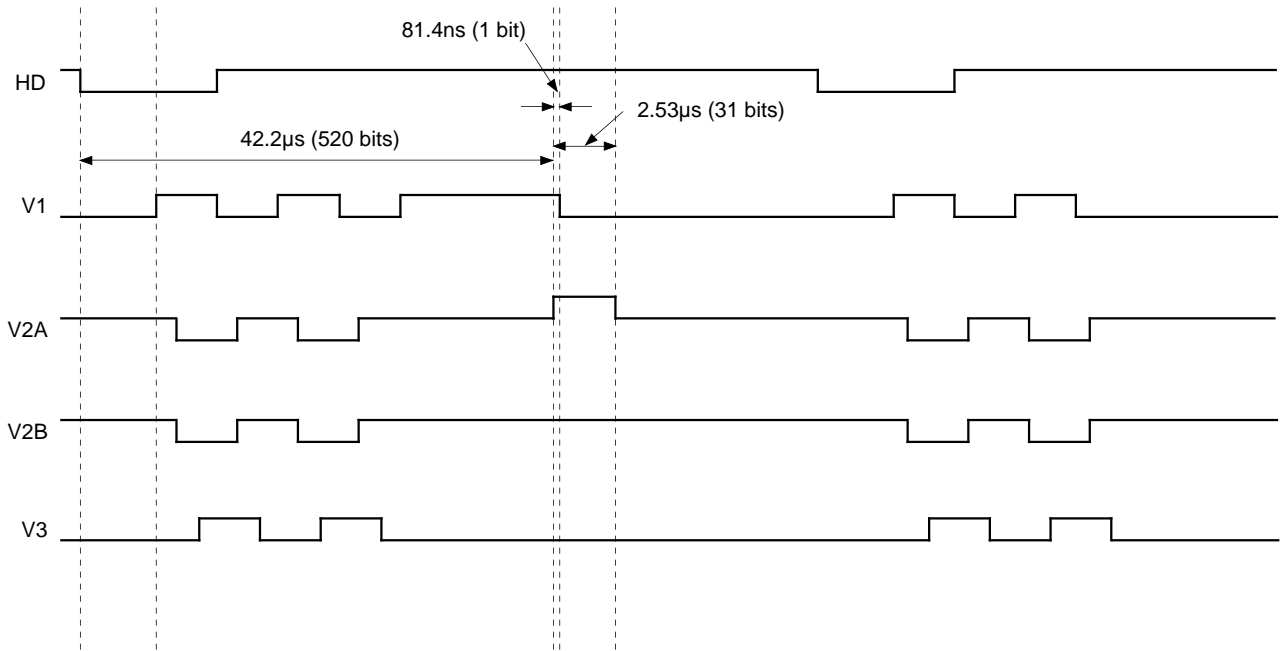 81.4ns (1 bit)
HD
2.53µs (31 bits)
42.2µs (520 bits)
V1
V2A
V2B
V3